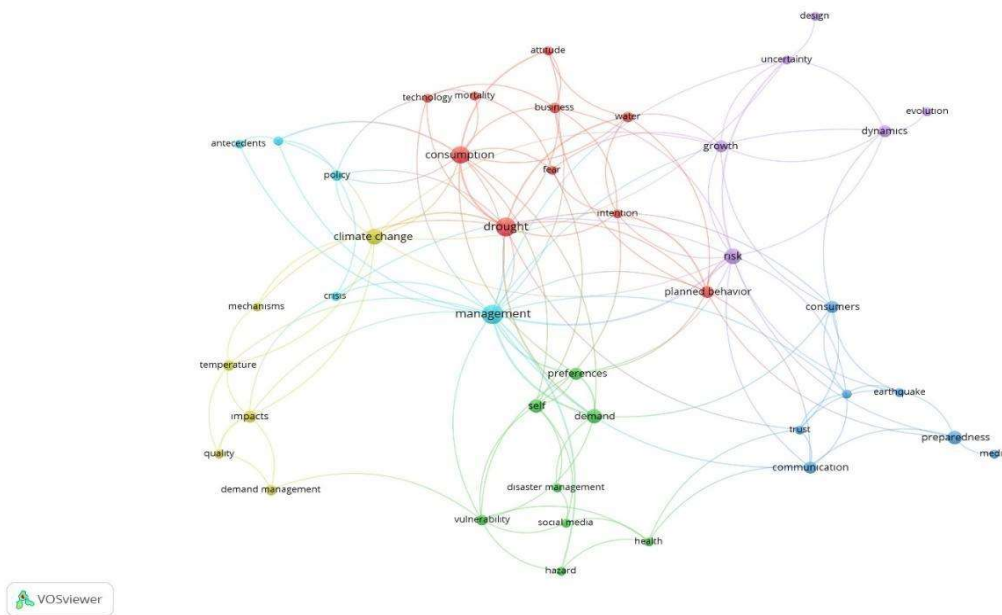 design
attitude
uncertainty
technology
mortality
business
water
evolution
dynamics
antecedents
growth
consumption
policy
fear
intention
drought
climate change
risk
planned behavior
crisis
mechanisms
consumers
management
temperature
preferences
earthquake
self
demand
impacts
trust
preparedness
quality
communication
disaster management
demand management
vulnerability
social media
health
hazard
VOSviewer